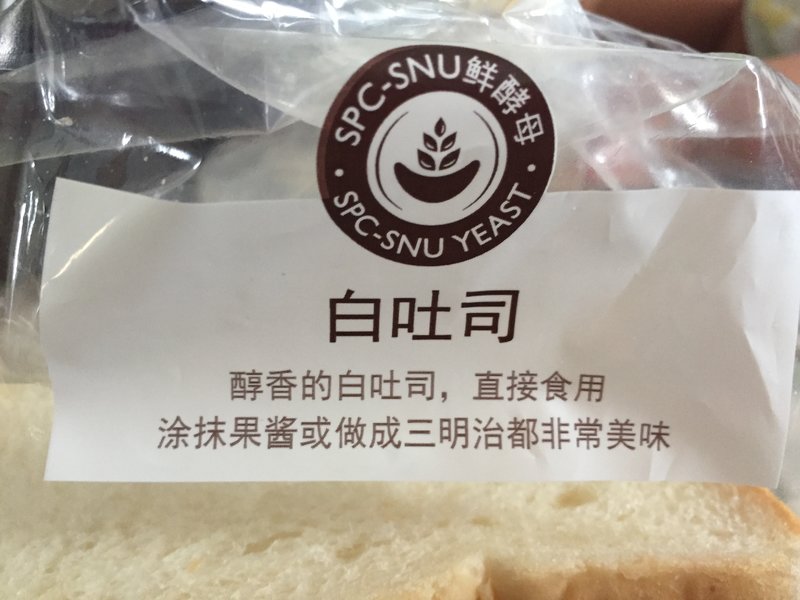 SPC-SNU鲜酵母
SPC-SNU YEAST
白吐司
醇香的白吐司，直接食用
涂抹果酱或做成三明治都非常美味